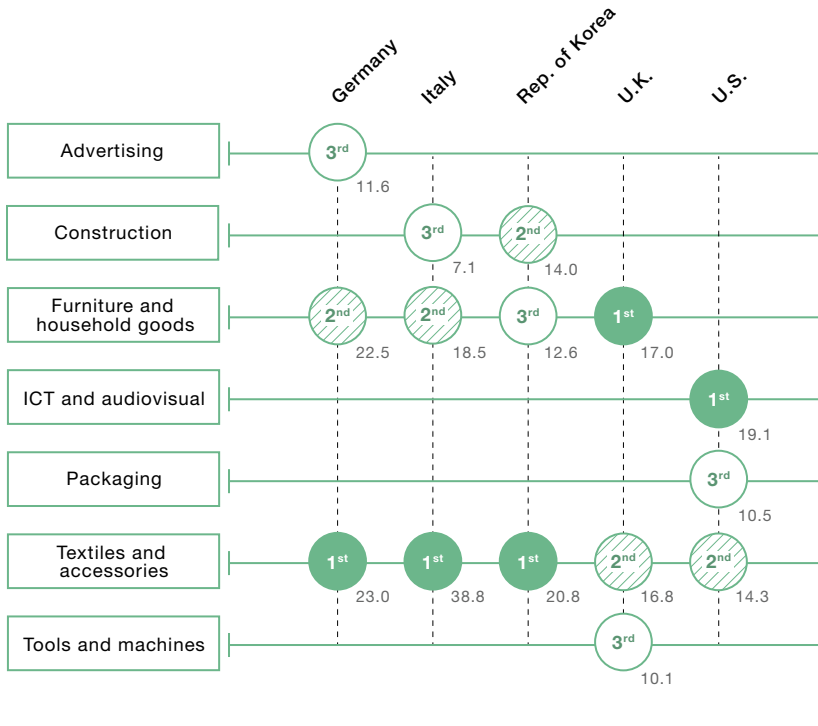 Germany
Italy
Rep. of Korea
U.K.
U.S.
Advertising
3rd
11.6
Construction
3rd
2nd
7.1
14.0
Furniture and
household goods
2nd
2nd
3rd
1st
22.5
18.5
12.6
17.0
ICT and audiovisual
1st
19.1
Packaging
3rd
10.5
Textiles and
accessories
1st
1st
1st
2nd
2nd
23.0
38.8
20.8
16.8
14.3
Tools and machines
3rd
10.1